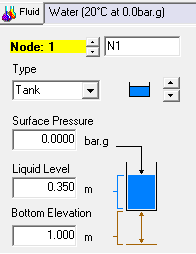 Fluid Water (20°C at 0.0bar.g)
Node: 1 N1
Type
Tank
Surface Pressure
0.0000 bar.g
Liquid Level
0.350 m
Bottom Elevation
1.000 m